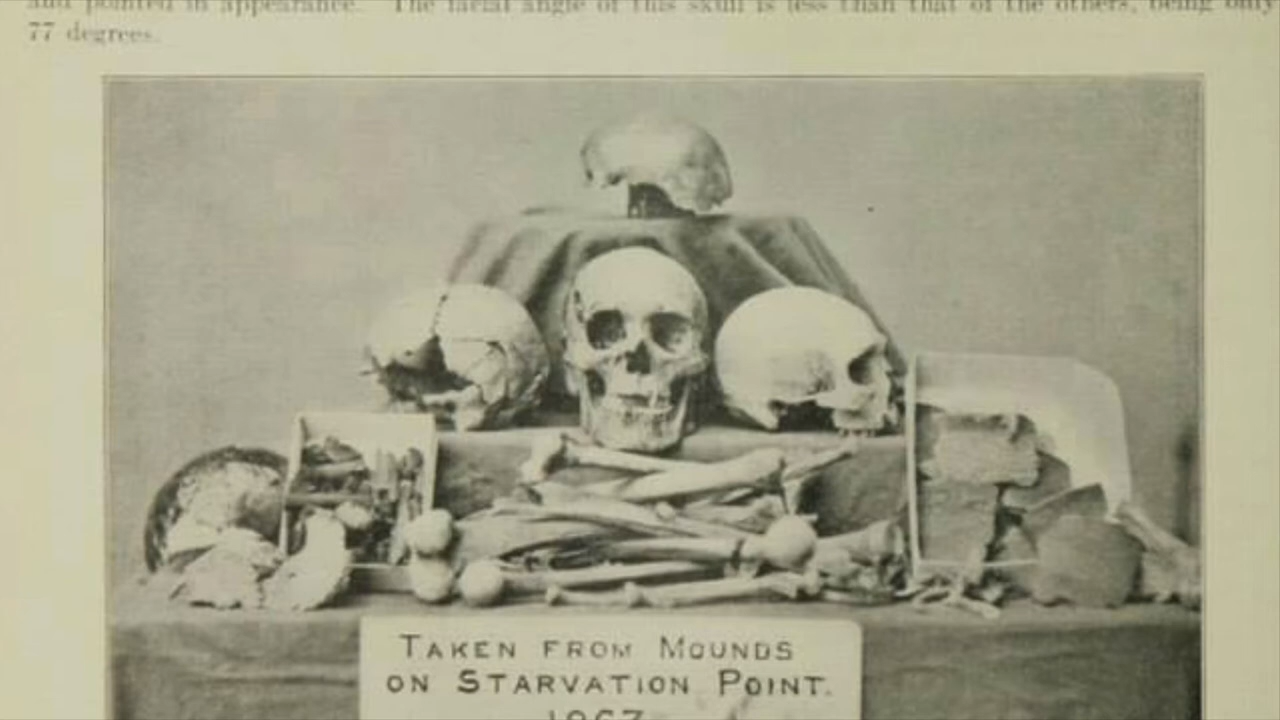 and pointed in appearance. The facial angle of this skull is less than that of the others, being only
77 degrees.
TAKEN FROM MOUNDS
ON STARVATION POINT.